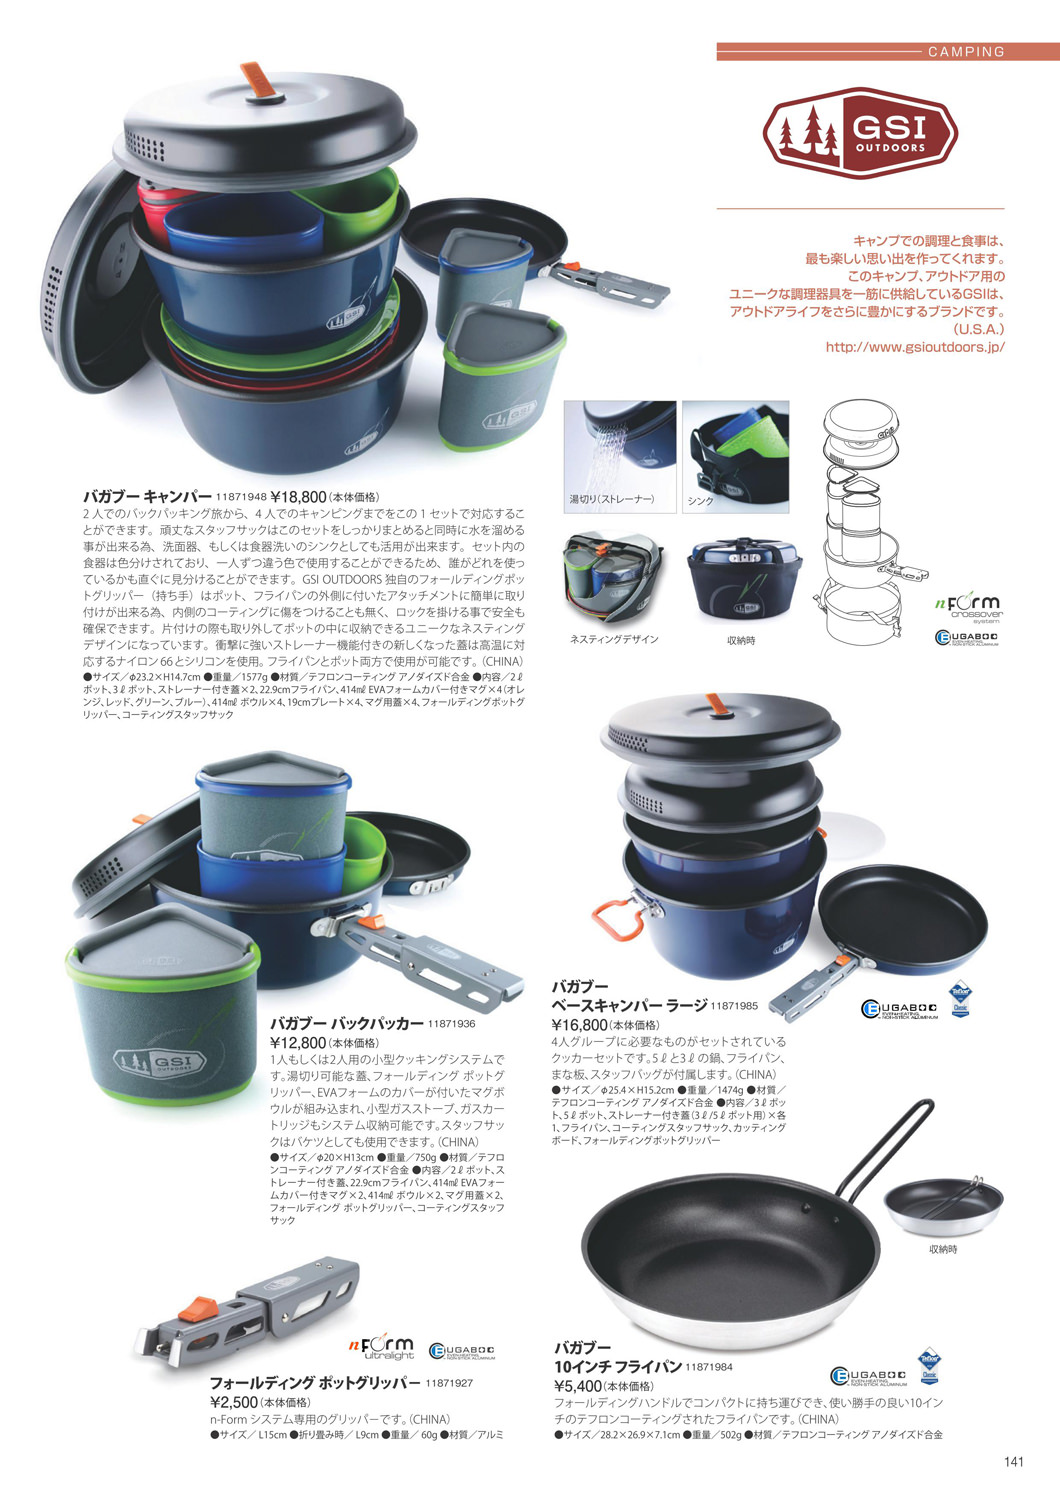 CAMPING
GSI
OUTDOORS
キャンプでの調理と食事は、
最も楽しい思い出を作ってくれます。
このキャンプ、アウトドア用の
ユニークな調理器具を一筋に供給しているGSIは、
アウトドアライフをさらに豊かにするブランドです。
（U.S.A.）
http://www.gsioutdoors.jp/
湯切り（ストレーナー）
シンク
ネスティングデザイン
収納時
nFORM
crossover
system
BUGABOO
EVEN-HEATING
NON-STICK ALUMINUM
バガブー キャンパー 11871948 ¥18,800（本体価格）
2人でのバックパッキング旅から、4人でのキャンピングまでをこの1セットで対応するこ
とができます。頑丈なスタッフサックはこのセットをしっかりまとめると同時に水を溜める
事が出来る為、洗面器、もしくは食器洗いのシンクとしても活用が出来ます。セット内の
食器は色分けされており、一人ずつ違う色で使用することができるため、誰がどれを使っ
ているかも直ぐに見分けることができます。GSI OUTDOORS 独自のフォールディングポッ
トグリッパー（持ち手）はポット、フライパンの外側に付いたアタッチメントに簡単に取り
付けが出来る為、内側のコーティングに傷をつけることも無く、ロックを掛ける事で安全も
確保できます。片付けの際も取り外してポットの中に収納できるユニークなネスティング
デザインになっています。衝撃に強いストレーナー機能付きの新しくなった蓋は高温に対
応するナイロン66とシリコンを使用。フライパンとポット両方で使用が可能です。（CHINA）
●サイズ／φ23.2×H14.7cm ●重量／1577g ●材質／テフロンコーティング アノダイズド合金 ●内容／2ℓ
ポット、3ℓポット、ストレーナー付き蓋×2、22.9cmフライパン、414㎖ EVAフォームカバー付きマグ×4（オレ
ンジ、レッド、グリーン、ブルー）、414㎖ ボウル×4、19cmプレート×4、マグ用蓋×4、フォールディングポットグ
リッパー、コーティングスタッフサック
バガブー バックパッカー 11871936
¥12,800（本体価格）
1人もしくは2人用の小型クッキングシステムで
す。湯切り可能な蓋、フォールディング ポットグ
リッパー、EVAフォームのカバーが付いたマグボ
ウルが組み込まれ、小型ガスストーブ、ガスカー
トリッジもシステム収納可能です。スタッフサッ
クはバケツとしても使用できます。（CHINA）
●サイズ／φ20×H13cm ●重量／750g ●材質／テフロ
ンコーティング アノダイズド合金 ●内容／2ℓポット、ス
トレーナー付き蓋、22.9cmフライパン、414㎖ EVAフォー
ムカバー付きマグ×2、414㎖ ボウル×2、マグ用蓋×2、
フォールディング ポットグリッパー、コーティングスタッフ
サック
バガブー
ベースキャンパー ラージ 11871985
¥16,800（本体価格）
4人グループに必要なものがセットされている
クッカーセットです。5ℓと3ℓの鍋、フライパン、
まな板、スタッフバッグが付属します。（CHINA）
●サイズ／φ25.4×H15.2cm ●重量／1474g ●材質／
テフロンコーティング アノダイズド合金 ●内容／3ℓポッ
ト、5ℓポット、ストレーナー付き蓋（3ℓ/5ℓポット用）×各
1、フライパン、コーティングスタッフサック、カッティング
ボード、フォールディングポットグリッパー
BUGABOO
EVEN-HEATING
NON-STICK ALUMINUM
Teflon
Classic
収納時
nFORM
ultralight
BUGABOO
EVEN-HEATING
NON-STICK ALUMINUM
フォールディング ポットグリッパー 11871927
¥2,500（本体価格）
n-Form システム専用のグリッパーです。（CHINA）
●サイズ／L15cm ●折り畳み時／L9cm ●重量／60g ●材質／アルミ
バガブー
10インチ フライパン 11871984
¥5,400（本体価格）
フォールディングハンドルでコンパクトに持ち運びでき、使い勝手の良い10イン
チのテフロンコーティングされたフライパンです。（CHINA）
●サイズ／28.2×26.9×7.1cm ●重量／502g ●材質／テフロンコーティング アノダイズド合金
BUGABOO
EVEN-HEATING
NON-STICK ALUMINUM
Teflon
Classic
141